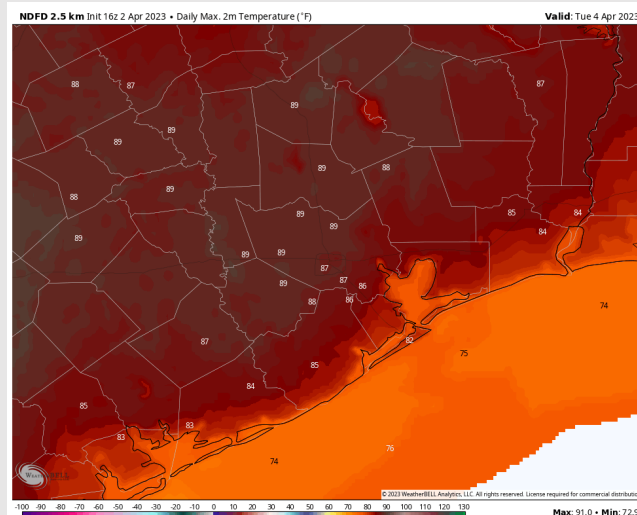 NDFD 2.5 km Init 16z 2 Apr 2023 • Daily Max. 2m Temperature (°F)
Valid: Tue 4 Apr 2023
88 87 87
89
89
89
89 88
88 89
89 85 84
89 84
89
89 89
87
89 87 86
88 86
74
87 82
75
85
84
85
83 83
76
74
WeatherBELL
© 2023 WeatherBELL Analytics, LLC. All rights reserved. License required for commercial distributio
-100 -90 -80 -70 -60 -50 -40 -30 -20 -10 0 10 20 30 40 50 60 70 80 90 100 110 120 130
Max: 91.0 • Min: 72.